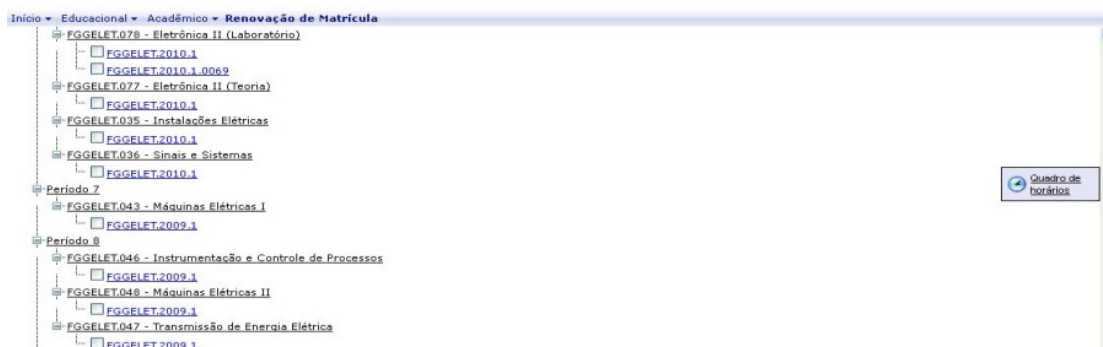 Início Educacional Acadêmico Renovação de Matrícula
FGGELET.078 - Eletrônica II (Laboratório)
FGGELET.2010.1
FGGELET.2010.1.0069
FGGELET.077 - Eletrônica II (Teoria)
FGGELET.2010.1
FGGELET.035 - Instalações Elétricas
FGGELET.2010.1
FGGELET.036 - Sinais e Sistemas
FGGELET.2010.1
Quadro de
horários
Período 7
FGGELET.043 - Máquinas Elétricas I
FGGELET.2009.1
Período 8
FGGELET.046 - Instrumentação e Controle de Processos
FGGELET.2009.1
FGGELET.048 - Máquinas Elétricas II
FGGELET.2009.1
FGGELET.047 - Transmissão de Energia Elétrica
FGGELET.2009.1